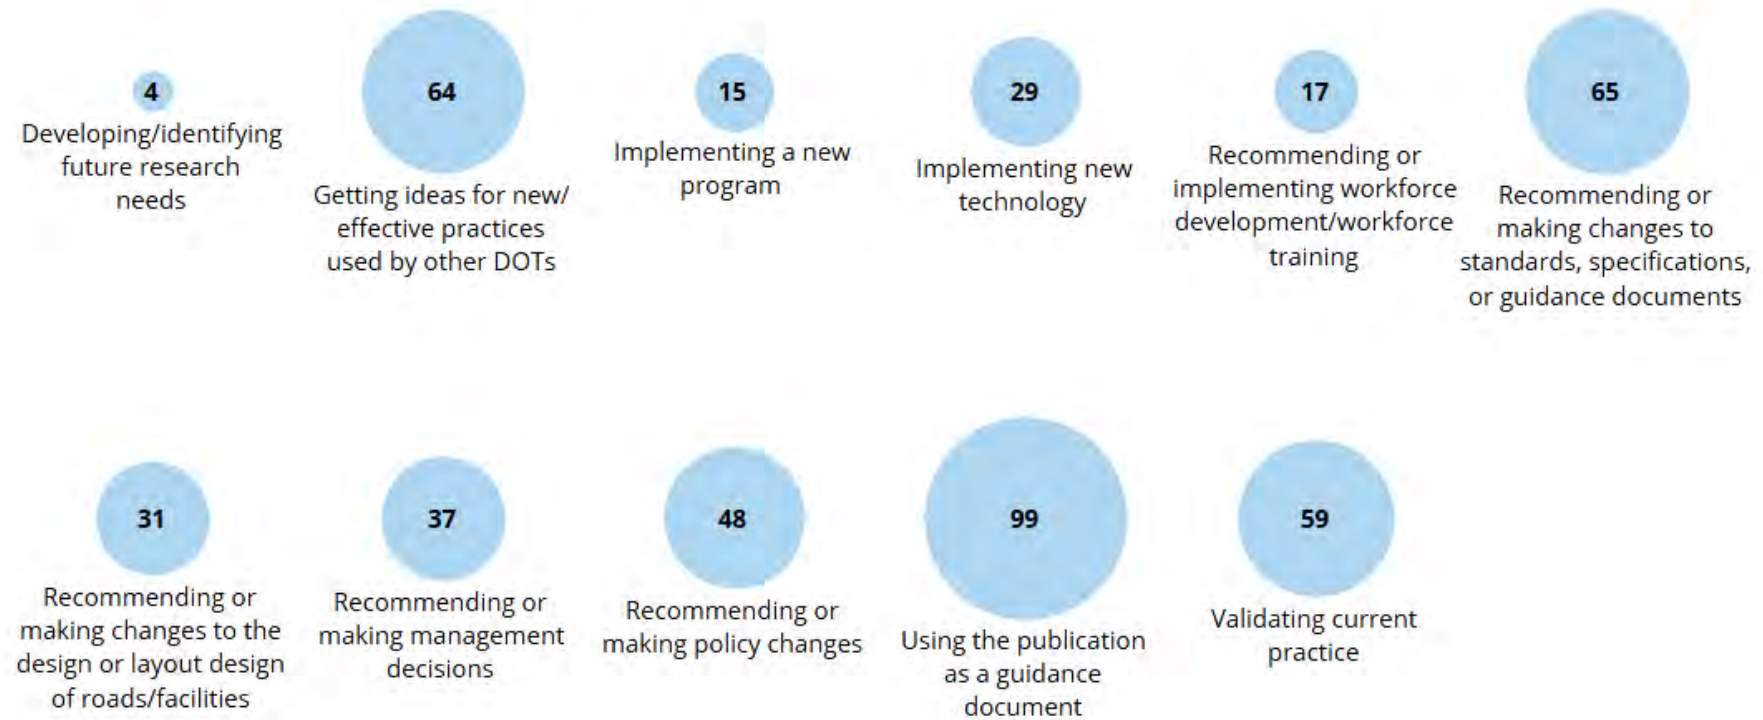 4
Developing/identifying
future research
needs
64
Getting ideas for new/
effective practices
used by other DOTs
15
Implementing a new
program
29
Implementing new
technology
17
Recommending or
implementing workforce
development/workforce
training
65
Recommending or
making changes to
standards, specifications,
or guidance documents
31
Recommending or
making changes to the
design or layout design
of roads/facilities
37
Recommending or
making management
decisions
48
Recommending or
making policy changes
99
Using the publication
as a guidance
document
59
Validating current
practice